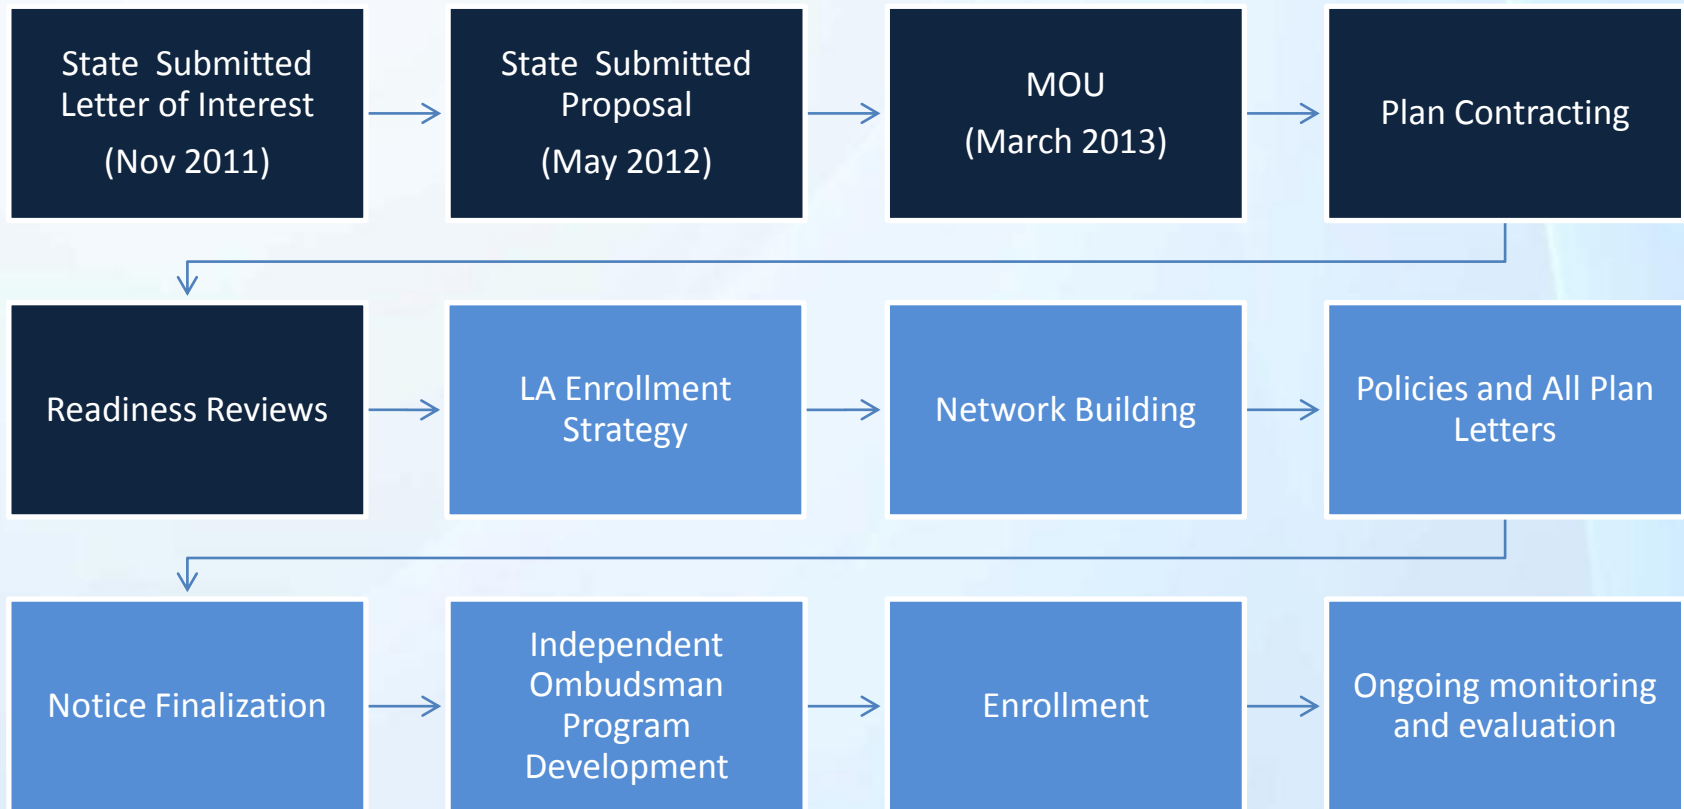 State Submitted
Letter of Interest
(Nov 2011)
State Submitted
Proposal
(May 2012)
MOU
(March 2013)
Plan Contracting
Readiness Reviews
LA Enrollment
Strategy
Network Building
Policies and All Plan
Letters
Notice Finalization
Independent
Ombudsman
Program
Development
Enrollment
Ongoing monitoring
and evaluation